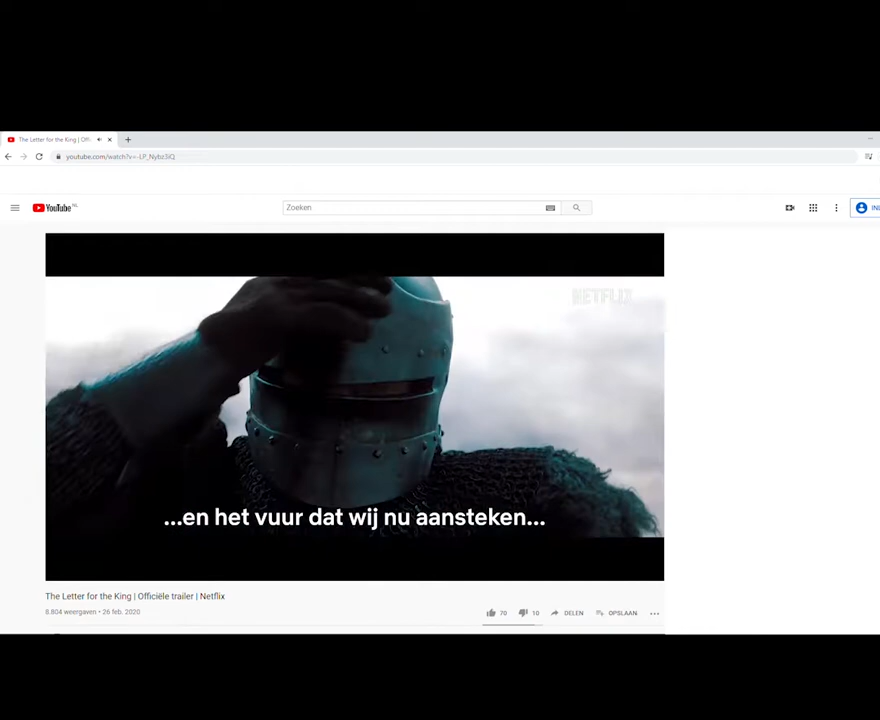 The Letter for the King | Offi
youtube.com/watch?v=-LP_Nybz3iQ
YouTube NL
Zoeken
INL
NETFLIX
...en het vuur dat wij nu aansteken...
The Letter for the King | Officiële trailer | Netflix
8.804 weergaven • 26 feb. 2020
70
10
DELEN
OPSLAAN